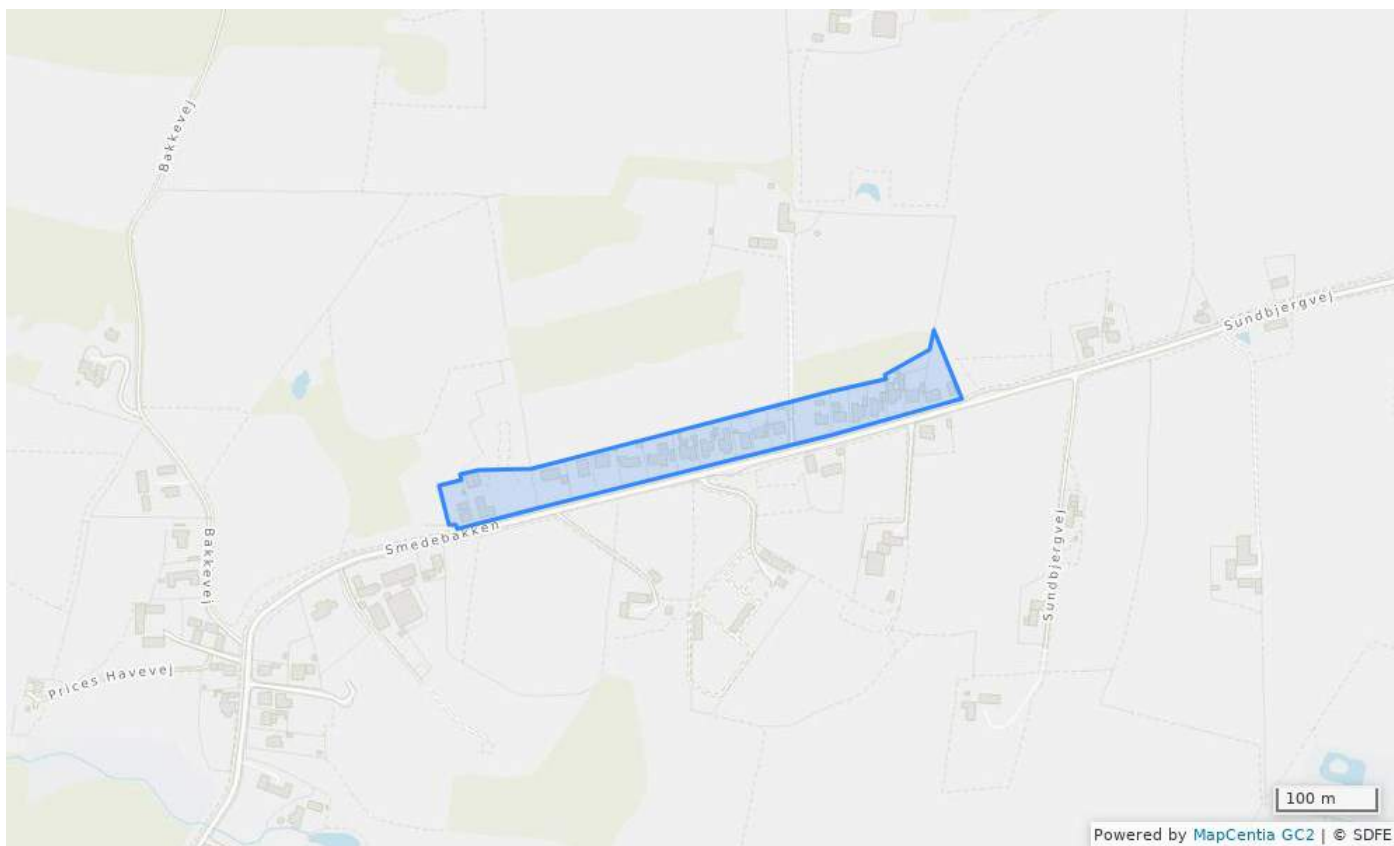 Bakkevej
Sundbjergvej
Smedebakken
Bakkevej
Sundbjergvej
Prices Havevej
100 m
Powered by MapCentia GC2 | © SDFE